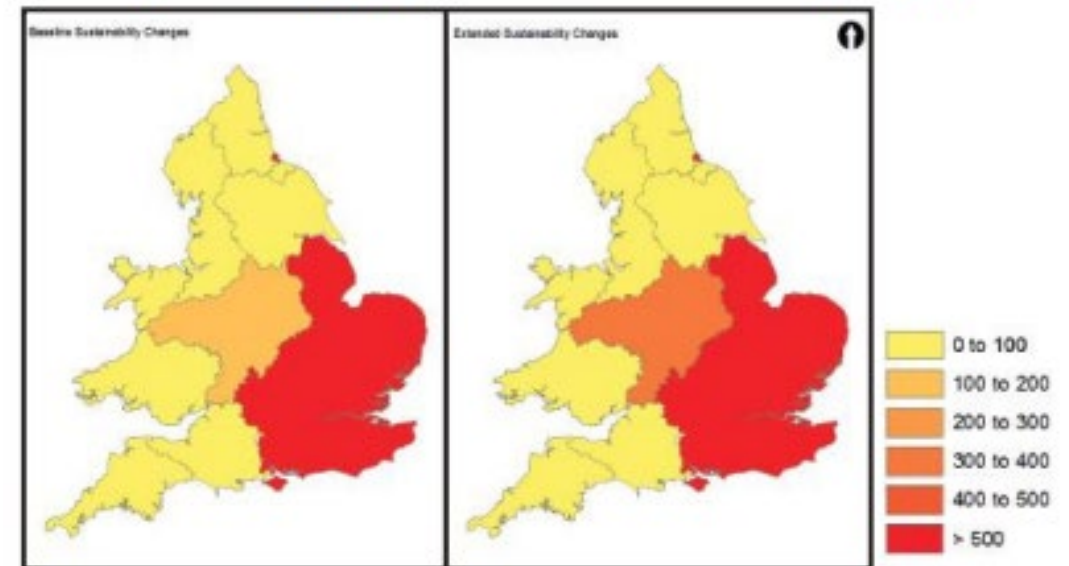 Baseline Sustainability Changes
Extended Sustainability Changes
0 to 100
100 to 200
200 to 300
300 to 400
400 to 500
> 500